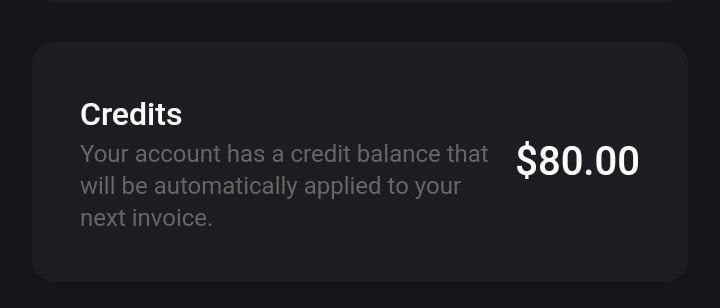 Credits
Your account has a credit balance that
will be automatically applied to your
next invoice.
$80.00